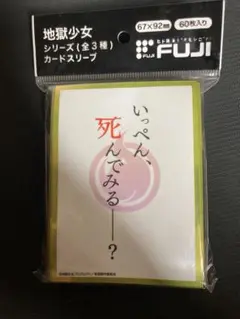 地獄少女
シリーズ(全3種)
カードスリーブ
67×92mm
60枚入り
FUJI
いっぺん、
死んでみる――?